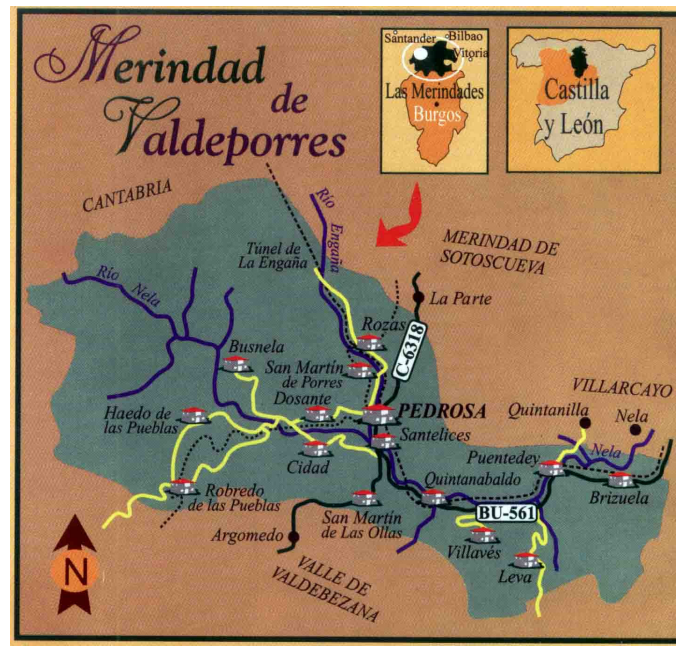 Merindad
de
Valdeporres
Santander
Bilbao
Vitoria
Las Merindades
Burgos
Castilla
y León
CANTABRIA
Río
Engaña
Túnel de
La Engaña
MERINDAD DE
SOTOSCUEVA
Río
Nela
La Parte
Rozas
C-6318
Busnela
San Martín
de Porres
Dosante
VILLARCAYO
Haedo de
las Pueblas
PEDROSA
Quintanilla
Nela
Santelices
Cidad
Puentedey
Nela
Quintanabaldo
Brizuela
Robredo
de las Pueblas
San Martín
de Las Ollas
BU-561
Argomedo
Villavés
Leva
VALLE DE
VALDEBEZANA
N